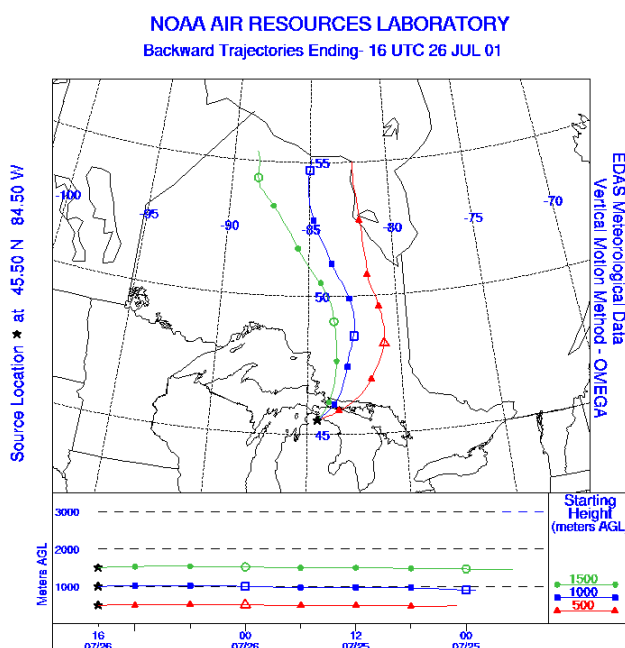 NOAA AIR RESOURCES LABORATORY
Backward Trajectories Ending- 16 UTC 26 JUL 01
Source Location ★ at 45.50 N 84.50 W
EDAS Meteorological Data
Vertical Motion Method - OMEGA
-100
-95
-90
-85
-80
-75
-70
55
50
45
Meters AGL
3000
2000
1000
16
07/26
00
07/26
12
07/25
00
07/25
Starting
Height
(meters AGL
1500
1000
500